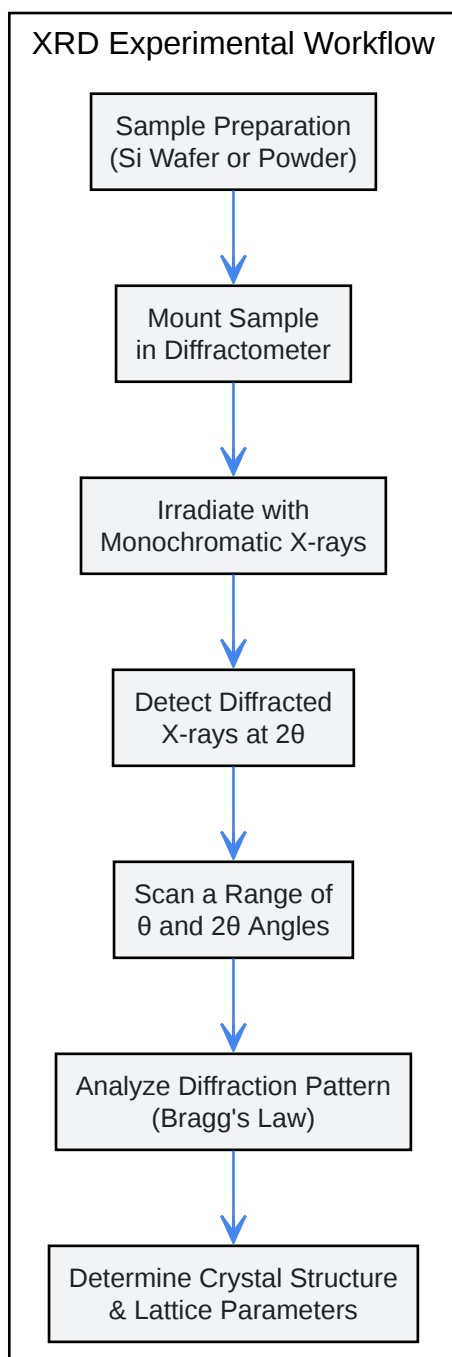 XRD Experimental Workflow
Sample Preparation
(Si Wafer or Powder)
Mount Sample
in Diffractometer
Irradiate with
Monochromatic X-rays
Detect Diffracted
X-rays at 2θ
Scan a Range of
θ and 2θ Angles
Analyze Diffraction Pattern
(Bragg's Law)
Determine Crystal Structure
& Lattice Parameters